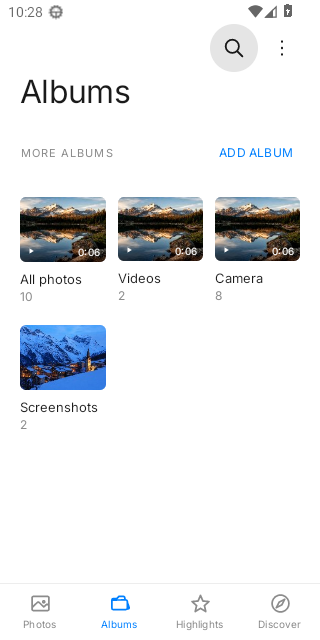 10:28
Albums
MORE ALBUMS
ADD ALBUM
0:06
0:06
0:06
All photos
Videos
Camera
10
2
8
Screenshots
2
Photos
Albums
Highlights
Discover